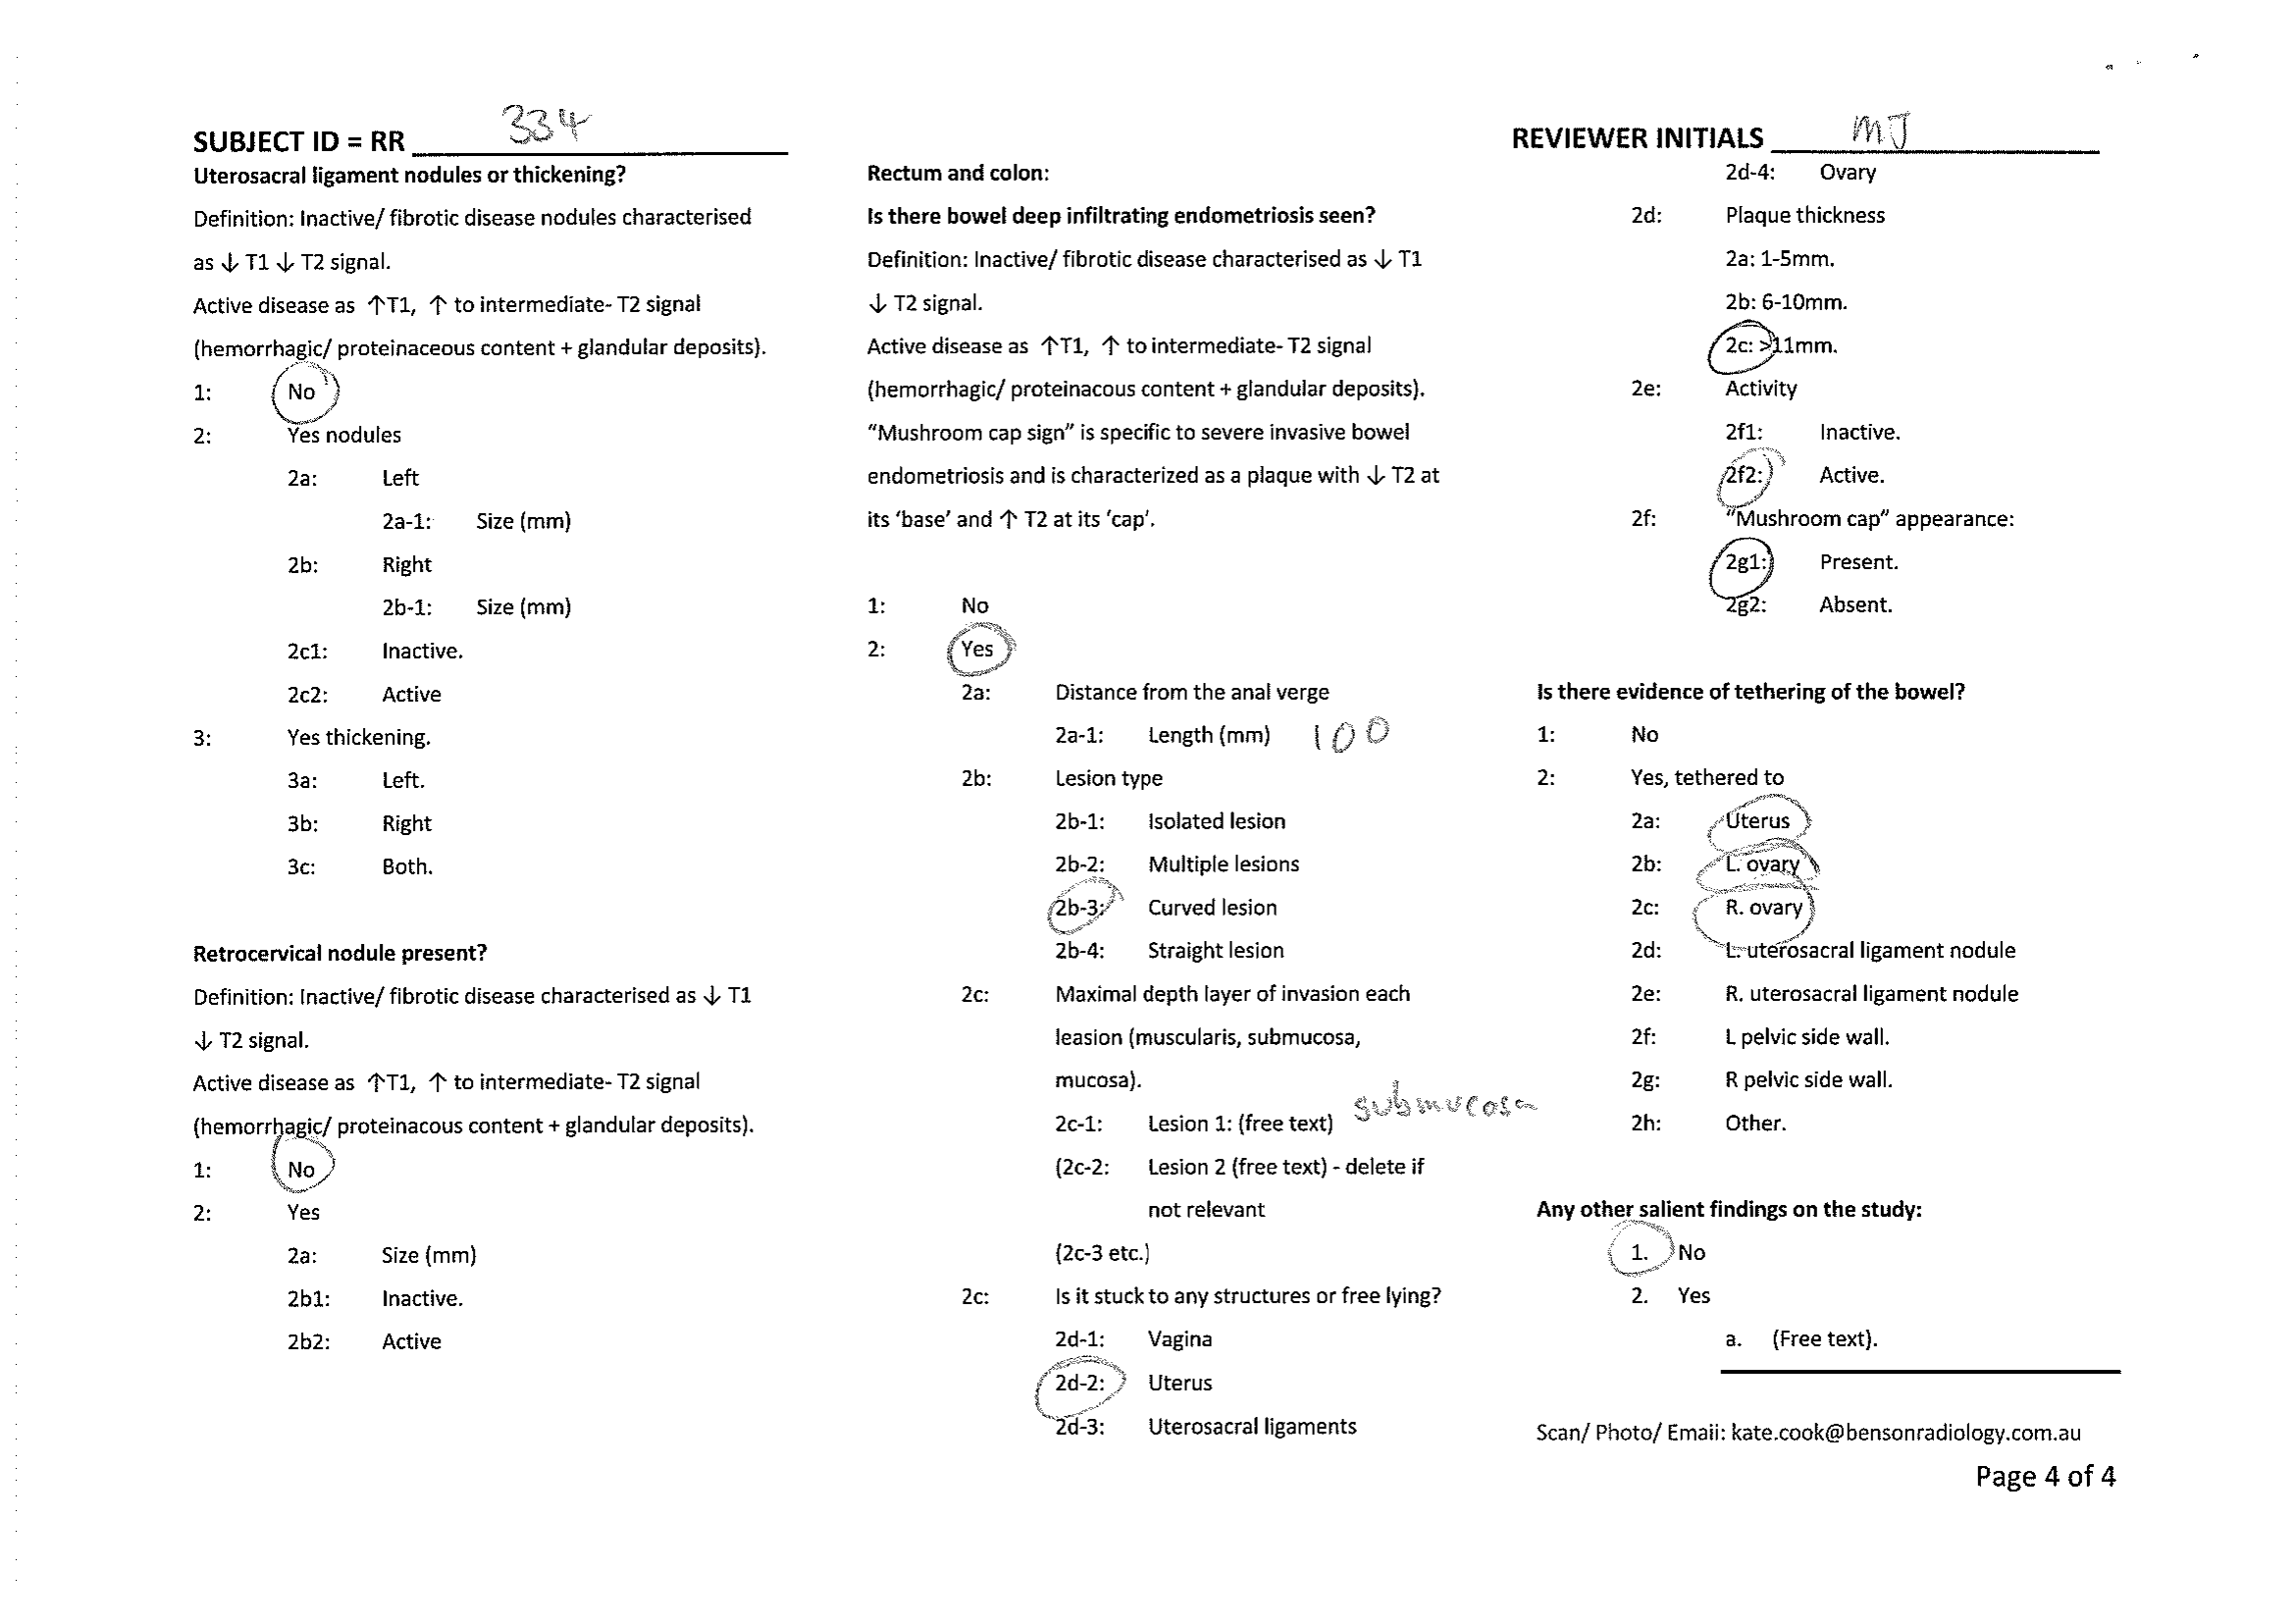 SUBJECT ID = RR 334
REVIEWER INITIALS MJ
Uterosacral ligament nodules or thickening?
Definition: Inactive/ fibrotic disease nodules characterised
as ↓ T1 ↓ T2 signal.
Active disease as ↑T1, ↑ to intermediate- T2 signal
(hemorrhagic/ proteinaceous content + glandular deposits).
1: No
2: Yes nodules
2a: Left
2a-1: Size (mm)
2b: Right
2b-1: Size (mm)
2c1: Inactive.
2c2: Active
3: Yes thickening.
3a: Left.
3b: Right
3c: Both.
Retrocervical nodule present?
Definition: Inactive/ fibrotic disease characterised as ↓ T1
↓ T2 signal.
Active disease as ↑T1, ↑ to intermediate- T2 signal
(hemorrhagic/ proteinacous content + glandular deposits).
1: No
2: Yes
2a: Size (mm)
2b1: Inactive.
2b2: Active
Rectum and colon:
Is there bowel deep infiltrating endometriosis seen?
Definition: Inactive/ fibrotic disease characterised as ↓ T1
↓ T2 signal.
Active disease as ↑T1, ↑ to intermediate- T2 signal
(hemorrhagic/ proteinacous content + glandular deposits).
“Mushroom cap sign” is specific to severe invasive bowel
endometriosis and is characterized as a plaque with ↓ T2 at
its ‘base’ and ↑ T2 at its ‘cap’.
1: No
2: Yes
2a: Distance from the anal verge
2a-1: Length (mm) 100
2b: Lesion type
2b-1: Isolated lesion
2b-2: Multiple lesions
2b-3: Curved lesion
2b-4: Straight lesion
2c: Maximal depth layer of invasion each
leasion (muscularis, submucosa,
mucosa).
2c-1: Lesion 1: (free text) submucosa
(2c-2: Lesion 2 (free text) - delete if
not relevant
(2c-3 etc.)
2c: Is it stuck to any structures or free lying?
2d-1: Vagina
2d-2: Uterus
2d-3: Uterosacral ligaments
2d-4: Ovary
2d: Plaque thickness
2a: 1-5mm.
2b: 6-10mm.
2c: >11mm.
2e: Activity
2f1: Inactive.
2f2: Active.
2f: “Mushroom cap” appearance:
2g1: Present.
2g2: Absent.
Is there evidence of tethering of the bowel?
1: No
2: Yes, tethered to
2a: Uterus
2b: L. ovary
2c: R. ovary
2d: L. uterosacral ligament nodule
2e: R. uterosacral ligament nodule
2f: L pelvic side wall.
2g: R pelvic side wall.
2h: Other.
Any other salient findings on the study:
1. No
2. Yes
a. (Free text).
Scan/ Photo/ Email: kate.cook@bensonradiology.com.au
Page 4 of 4